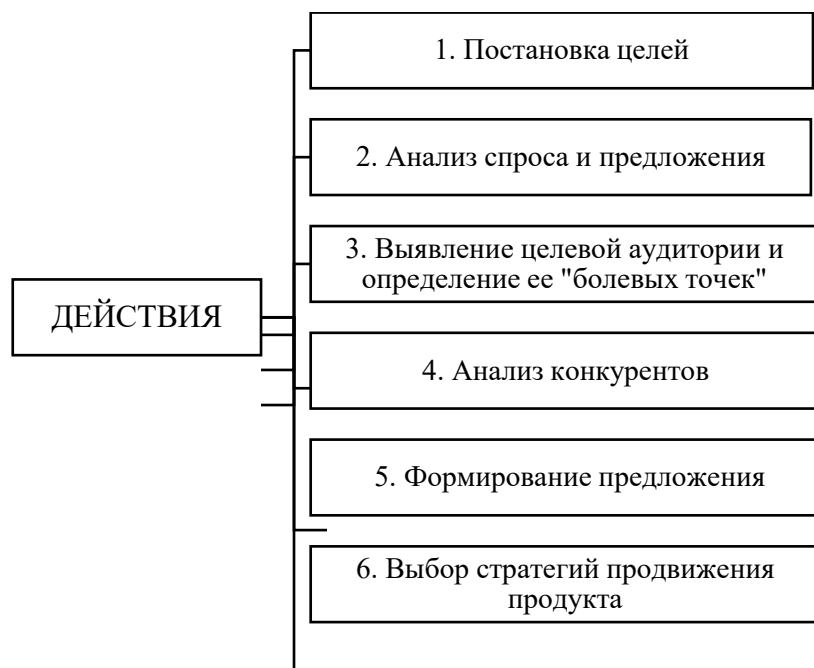 1. Постановка целей
2. Анализ спроса и предложения
3. Выявление целевой аудитории и
определение ее "болевых точек"
ДЕЙСТВИЯ
4. Анализ конкурентов
5. Формирование предложения
6. Выбор стратегий продвижения
продукта